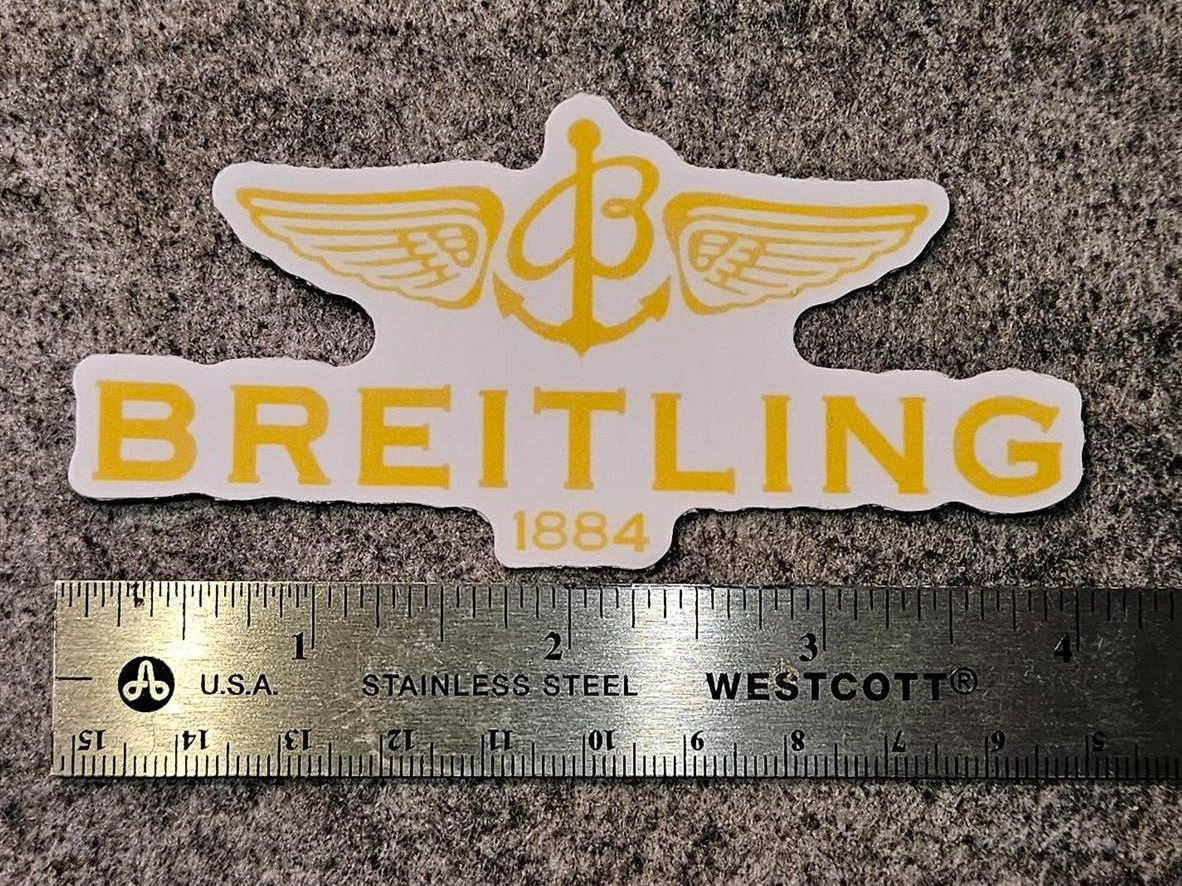 B
BREITLING
1884
1 2 3 4
U.S.A. STAINLESS STEEL WESTCOTT®
15 14 13 12 11 10 9 8 7 6 5